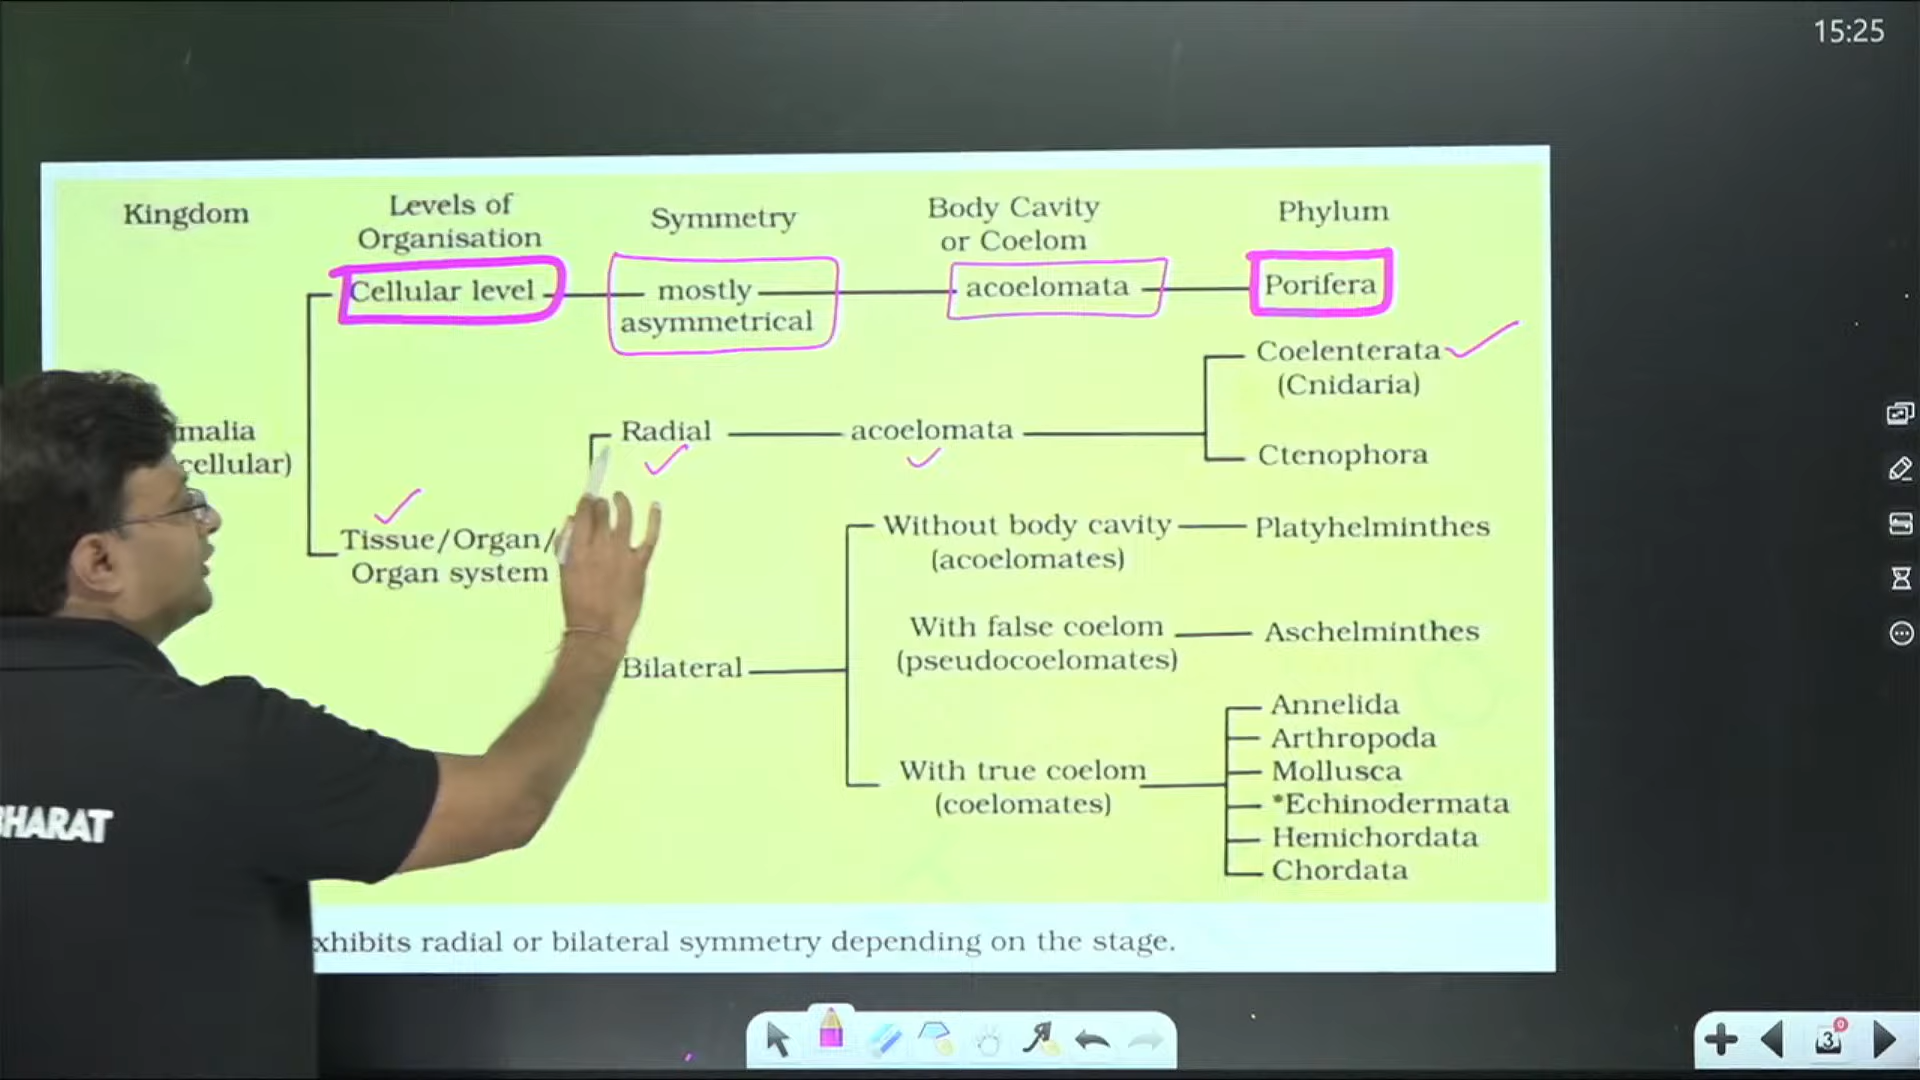 15:25
Kingdom
Levels of
Organisation
Symmetry
Body Cavity
or Coelom
Phylum
Cellular level
mostly
asymmetrical
acoelomata
Porifera
Coelenterata
(Cnidaria)
malia
cellular)
Radial
acoelomata
Ctenophora
Tissue/Organ/
Organ system
Without body cavity
(acoelomates)
Platyhelminthes
With false coelom
(pseudocoelomates)
Aschelminthes
Bilateral
With true coelom
(coelomates)
Annelida
Arthropoda
Mollusca
*Echinodermata
Hemichordata
Chordata
xhibits radial or bilateral symmetry depending on the stage.
BHARAT
3
0